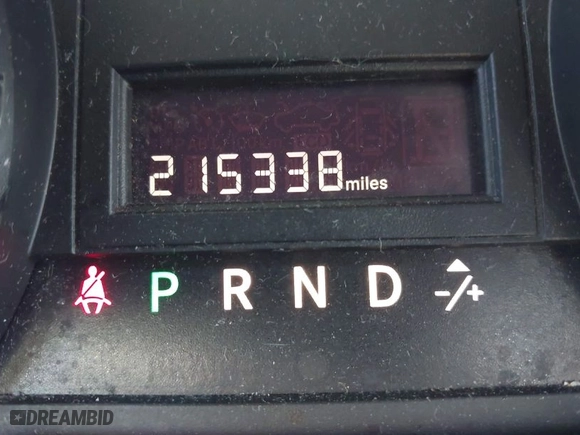 215338 miles
P R N D -/+
DREAMBID